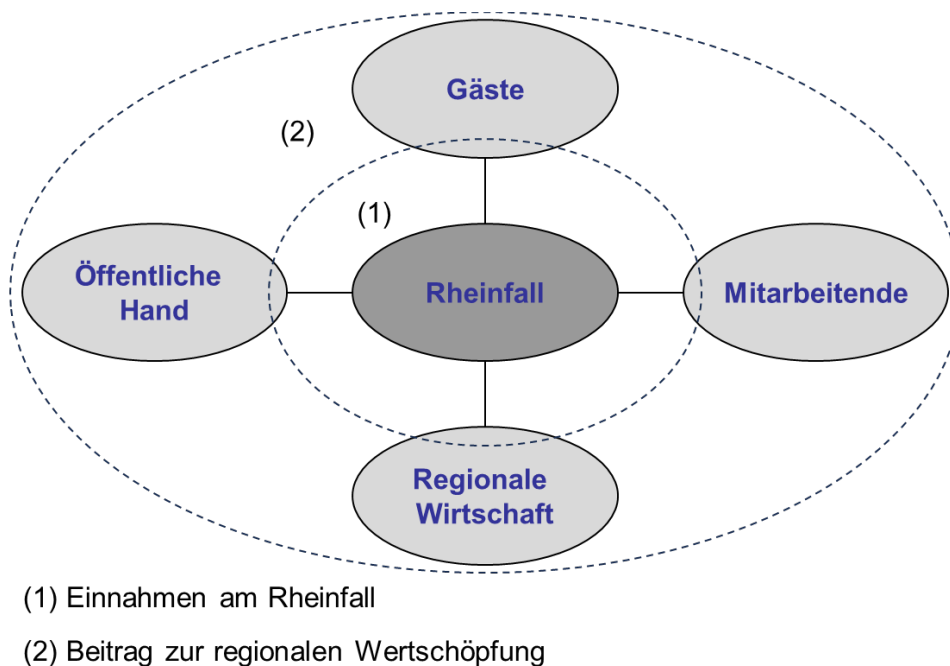 Gäste
(2)
(1)
Öffentliche
Hand
Rheinfall
Mitarbeitende
Regionale
Wirtschaft
(1) Einnahmen am Rheinfall
(2) Beitrag zur regionalen Wertschöpfung